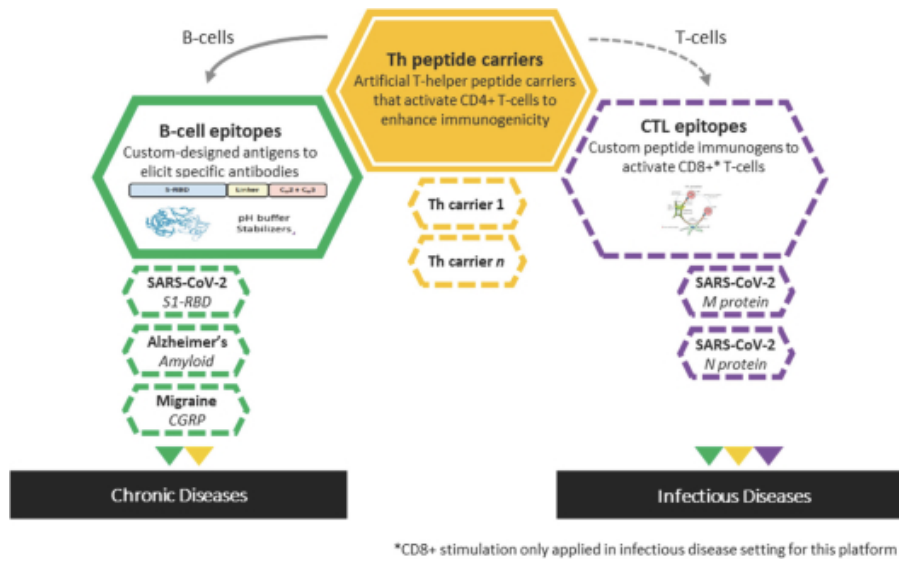 B-cells
T-cells
Th peptide carriers
Artificial T-helper peptide carriers
that activate CD4+ T-cells to
enhance immunogenicity
B-cell epitopes
Custom-designed antigens to
elicit specific antibodies
S-RBD
Linker
pH buffer
Stabilizers,
CTL epitopes
Custom peptide immunogens to
activate CD8+* T-cells
Th carrier 1
Th carrier n
SARS-CoV-2
S1-RBD
Alzheimer's
Amyloid
Migraine
CGRP
SARS-CoV-2
M protein
SARS-CoV-2
N protein
Chronic Diseases
Infectious Diseases
*CD8+ stimulation only applied in infectious disease setting for this platform